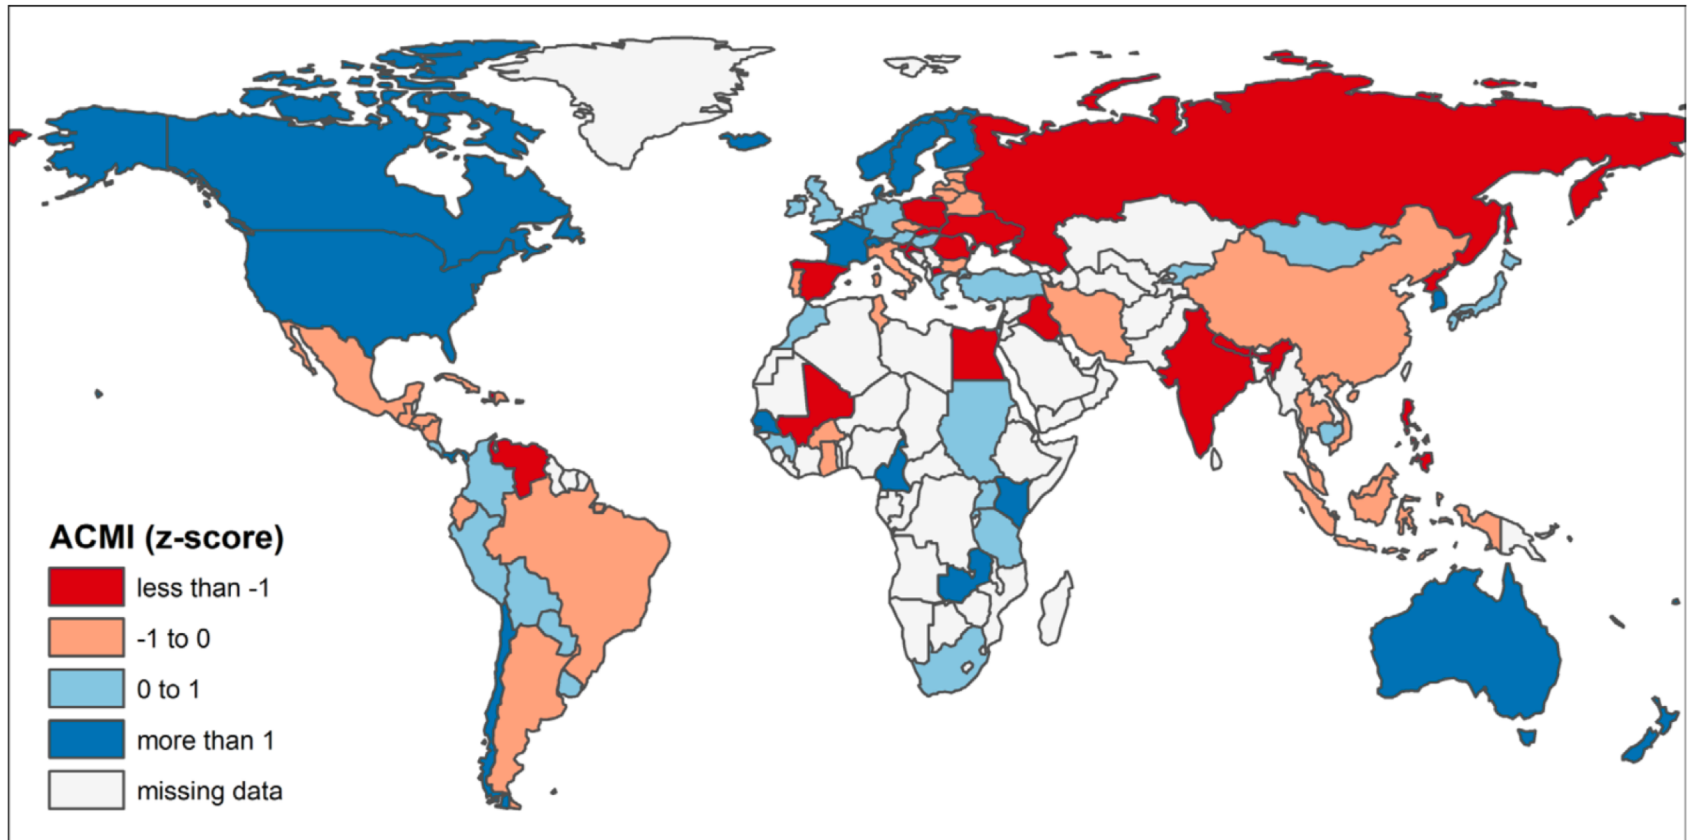 ACMI (z-score)
less than -1
-1 to 0
0 to 1
more than 1
missing data